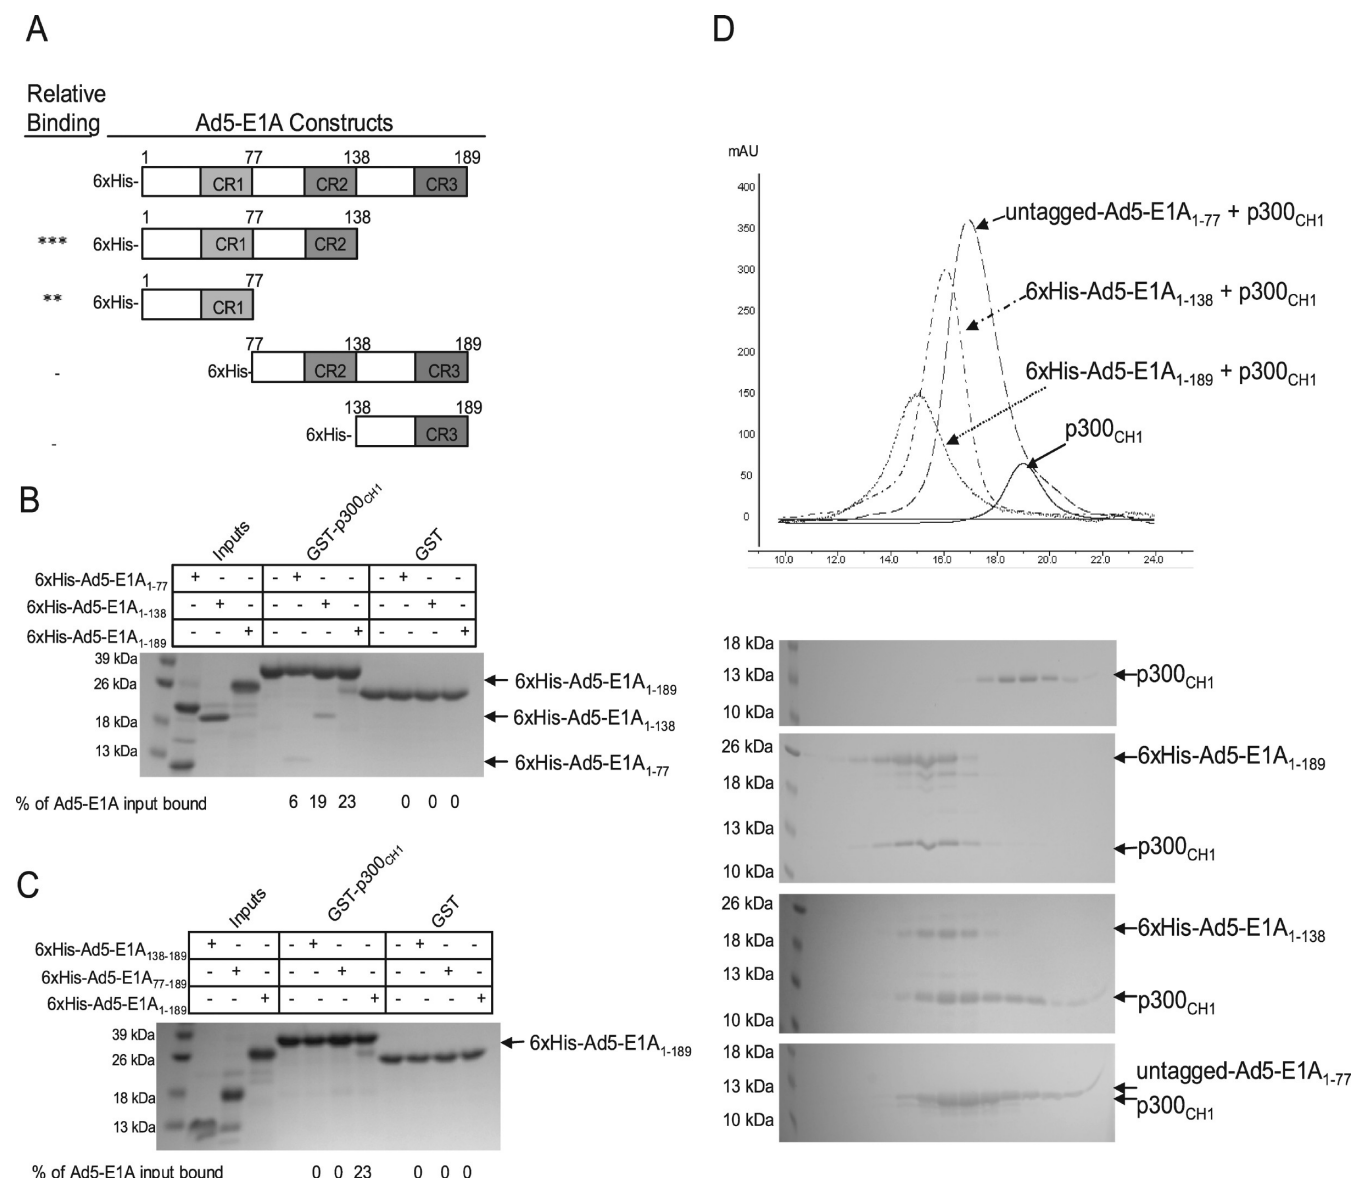 A
Relative
Binding
Ad5-E1A Constructs
1 77 138 189
6xHis- CR1 CR2 CR3
1 77 138
*** 6xHis- CR1 CR2
1 77
** 6xHis- CR1
77 138 189
- 6xHis- CR2 CR3
138 189
- 6xHis- CR3
B
Inputs GST-p300CH1 GST
6xHis-Ad5-E1A1-77 + - - - + - - - + - -
6xHis-Ad5-E1A1-138 - + - - - + - - - + -
6xHis-Ad5-E1A1-189 - - + - - - + - - - +
39 kDa
26 kDa
18 kDa
13 kDa
6xHis-Ad5-E1A1-189
6xHis-Ad5-E1A1-138
6xHis-Ad5-E1A1-77
% of Ad5-E1A input bound 6 19 23 0 0 0
C
Inputs GST-p300CH1 GST
6xHis-Ad5-E1A138-189 + - - - + - - - + - -
6xHis-Ad5-E1A77-189 - + - - - + - - - + -
6xHis-Ad5-E1A1-189 - - + - - - + - - - +
39 kDa
26 kDa
18 kDa
13 kDa
6xHis-Ad5-E1A1-189
% of Ad5-E1A input bound 0 0 23 0 0 0
D
mAU
400
350
300
250
200
150
100
50
0
10.0 12.0 14.0 16.0 18.0 20.0 22.0 24.0
untagged-Ad5-E1A1-77 + p300CH1
6xHis-Ad5-E1A1-138 + p300CH1
6xHis-Ad5-E1A1-189 + p300CH1
p300CH1
18 kDa
13 kDa
10 kDa
p300CH1
26 kDa
18 kDa
13 kDa
10 kDa
6xHis-Ad5-E1A1-189
p300CH1
26 kDa
18 kDa
13 kDa
10 kDa
6xHis-Ad5-E1A1-138
p300CH1
18 kDa
13 kDa
10 kDa
untagged-Ad5-E1A1-77
p300CH1